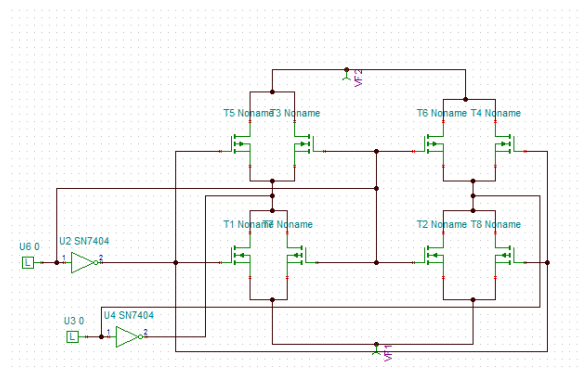 VF2
T5 Noname
T3 Noname
T6 Noname
T4 Noname
T1 Noname
Noname
T2 Noname
T8 Noname
U6 0
U2 SN7404
L
1
2
U3 0
U4 SN7404
L
1
2
VF1